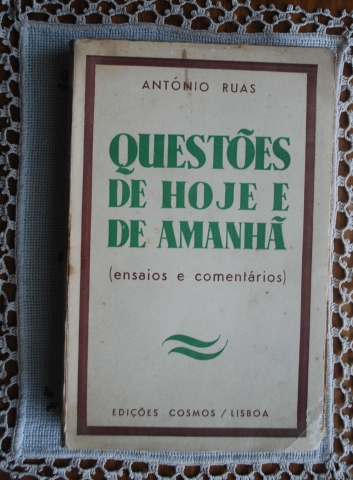 ANTÓNIO RUAS
QUESTÕES
DE HOJE E
DE AMANHÃ
(ensaios e comentários)
EDIÇÕES COSMOS / LISBOA